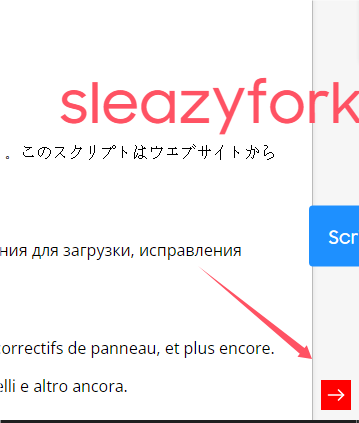 sleazyfork
。このスクリプトはウエブサイトから
Scr
ния для загрузки, исправления
correctifs de panneau, et plus encore.
elli e altro ancora.